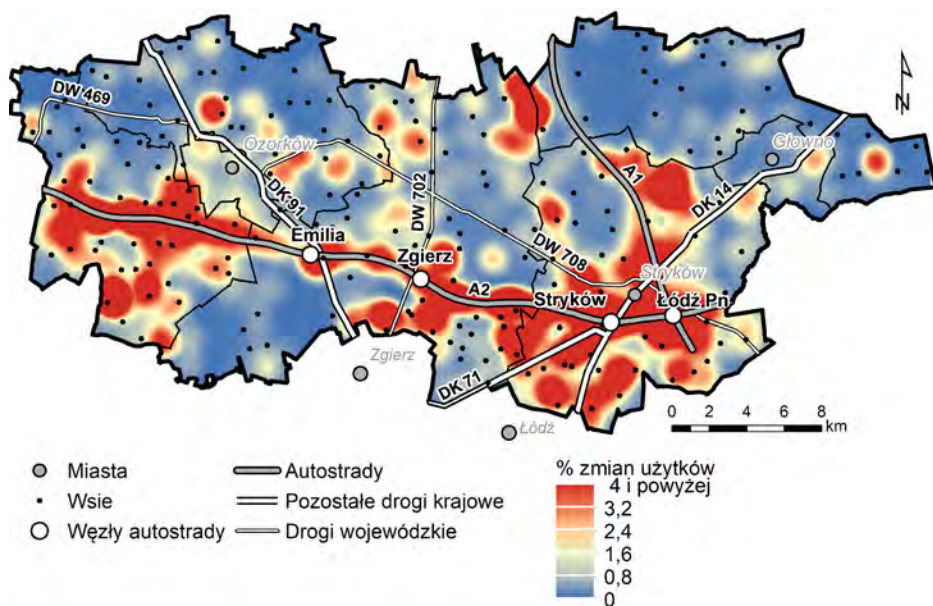 DW 469
Ozorków
DK 91
DW 702
A1
Głowno
DK 14
Emilia
Zgierz
DW 708
A2
Stryków
Stryków
Łódź Pn
Zgierz
DK 71
Łódź
N
0 2 4 6 8
km
Miasta
Wsie
Węzły autostrady
Autostrady
Pozostałe drogi krajowe
Drogi wojewódzkie
% zmian użytków
4 i powyżej
3,2
2,4
1,6
0,8
0